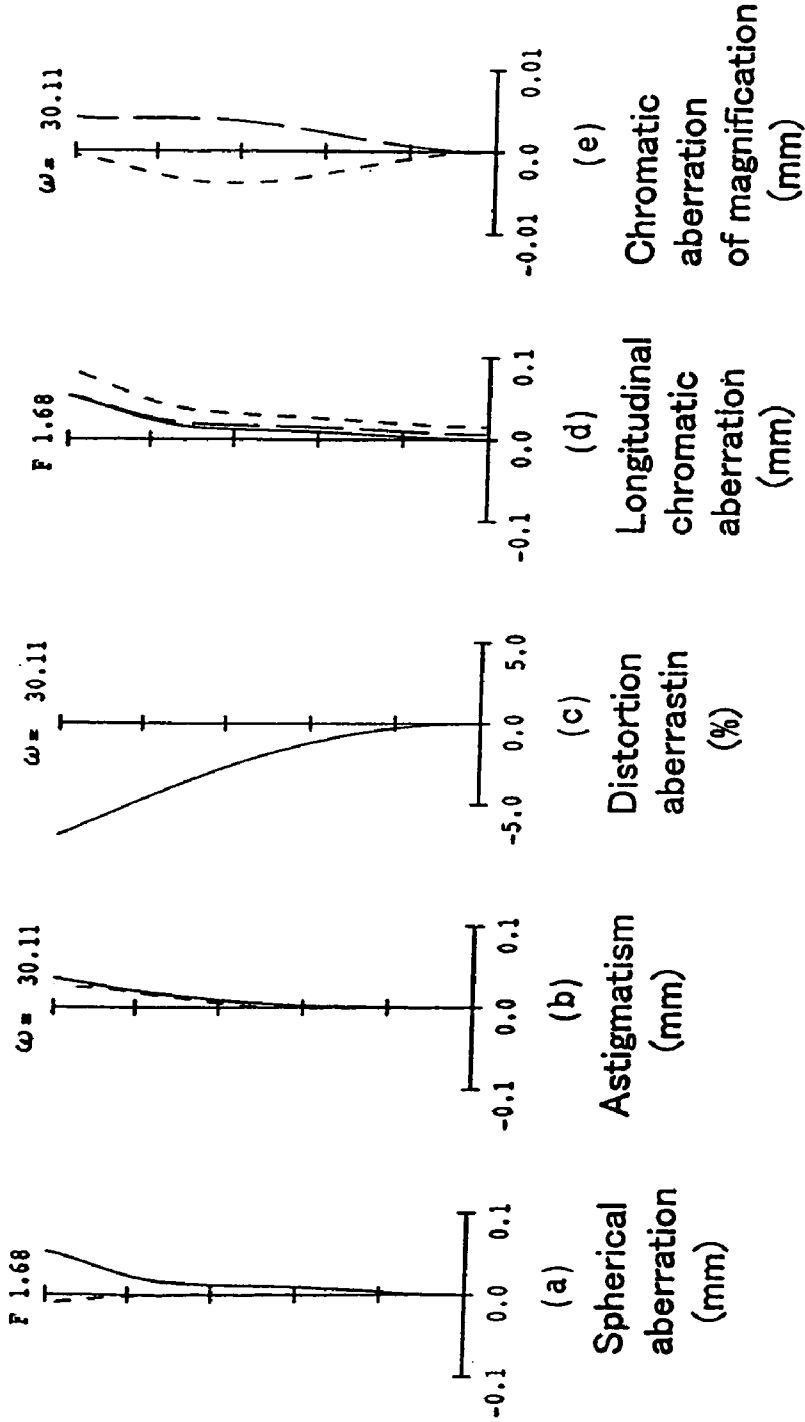 F 1.68
-0.1 0.0 0.1
(a)
Spherical
aberration
(mm)
ω= 30.11
-0.1 0.0 0.1
(b)
Astigmatism
(mm)
ω= 30.11
-5.0 0.0 5.0
(c)
Distortion
aberrastin
(%)
F 1.68
-0.1 0.0 0.1
(d)
Longitudinal
chromatic
aberration
(mm)
ω= 30.11
-0.01 0.0 0.01
(e)
Chromatic
aberration
of magnification
(mm)